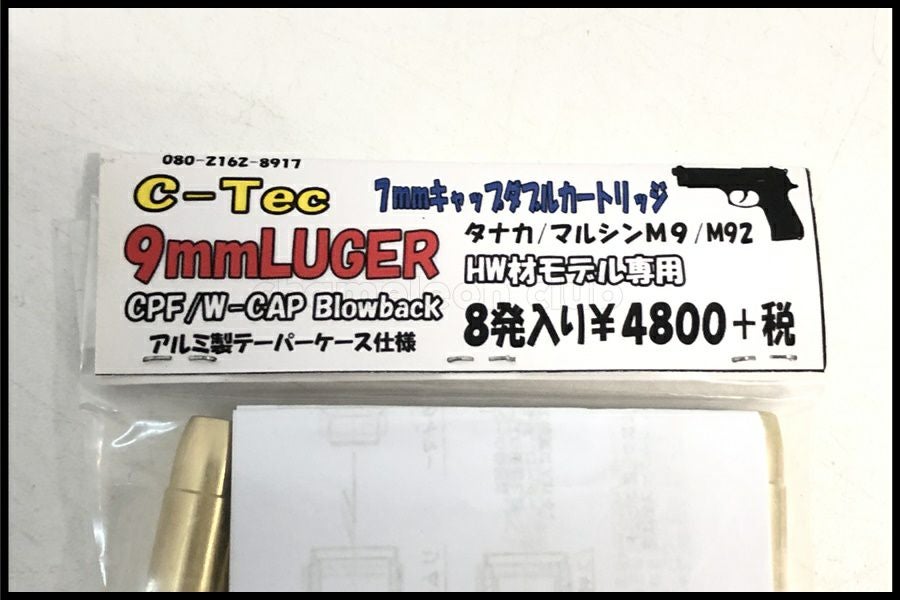 080-2162-8917
C-Tec
7mmキャップダブルカートリッジ
9mmLUGER
タナカ/マルシンM9/M92
HW材モデル専用
CPF/W-CAP Blowback
8発入り¥4800+税
アルミ製テーパーケース仕様
chameleon club